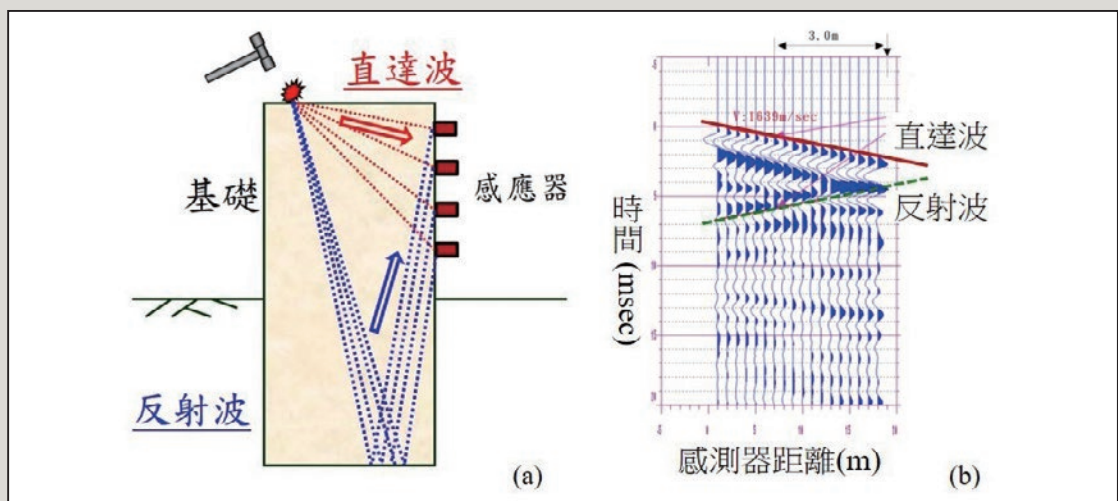 直達波
基礎
感應器
反射波
(a)
3.0m
V:1639m/sec
直達波
反射波
時間(msec)
感測器距離(m)
(b)